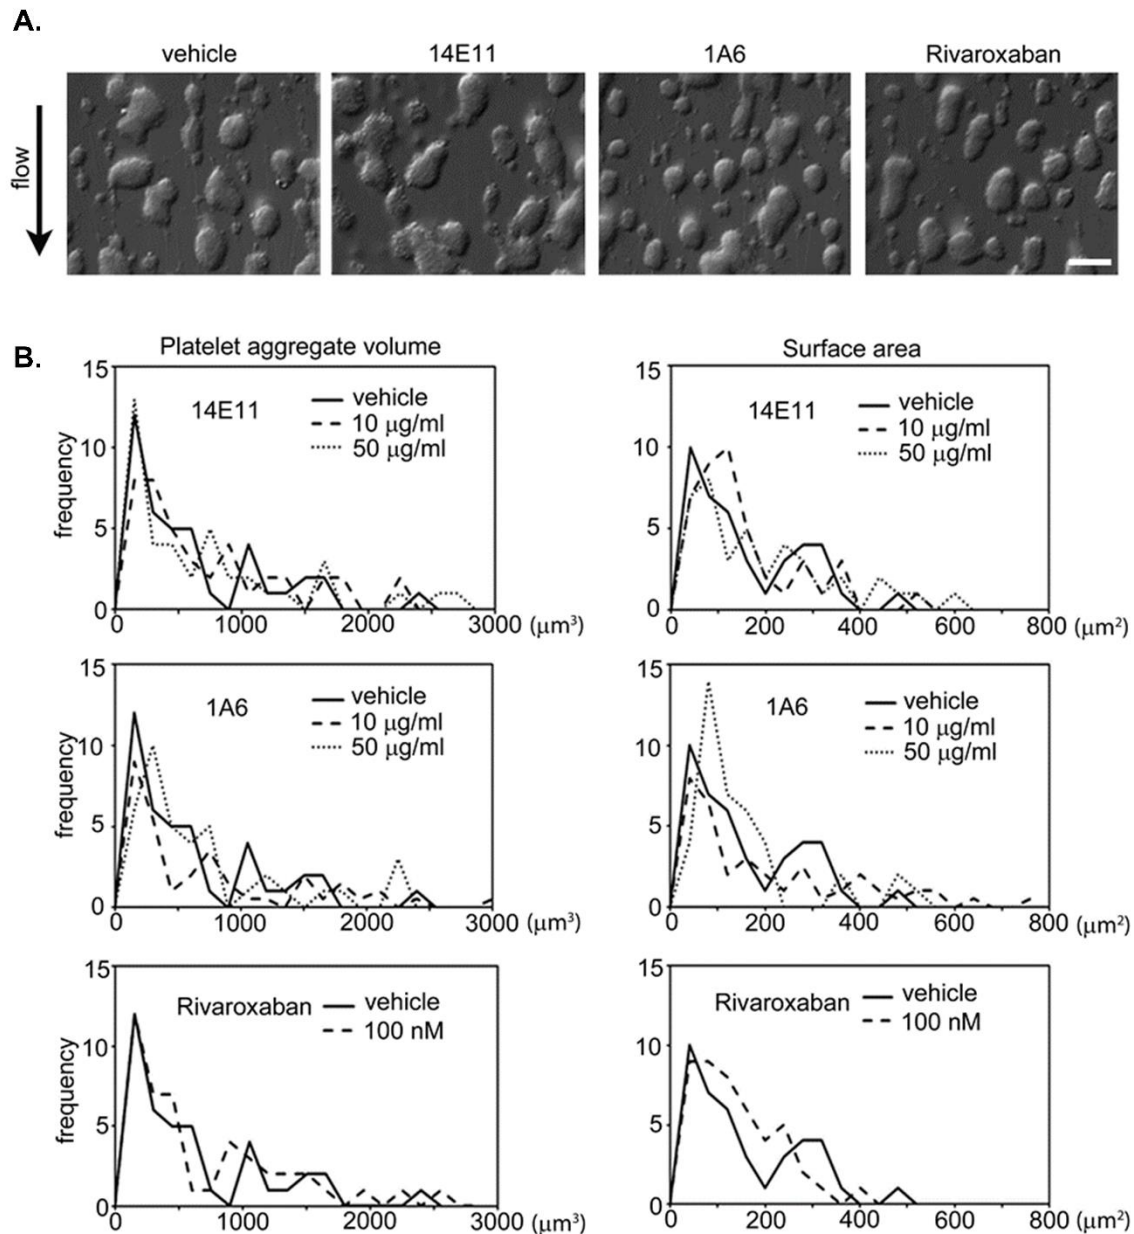 A.
vehicle
14E11
1A6
Rivaroxaban
flow
B.
Platelet aggregate volume
15
10
5
0
frequency
14E11
vehicle
10 μg/ml
50 μg/ml
0
1000
2000
3000 (μm³)
Surface area
15
10
5
0
14E11
vehicle
10 μg/ml
50 μg/ml
0
200
400
600
800 (μm²)
15
10
5
0
frequency
1A6
vehicle
10 μg/ml
50 μg/ml
0
1000
2000
3000 (μm³)
15
10
5
0
1A6
vehicle
10 μg/ml
50 μg/ml
0
200
400
600
800 (μm²)
15
10
5
0
frequency
Rivaroxaban
vehicle
100 nM
0
1000
2000
3000 (μm³)
15
10
5
0
Rivaroxaban
vehicle
100 nM
0
200
400
600
800 (μm²)